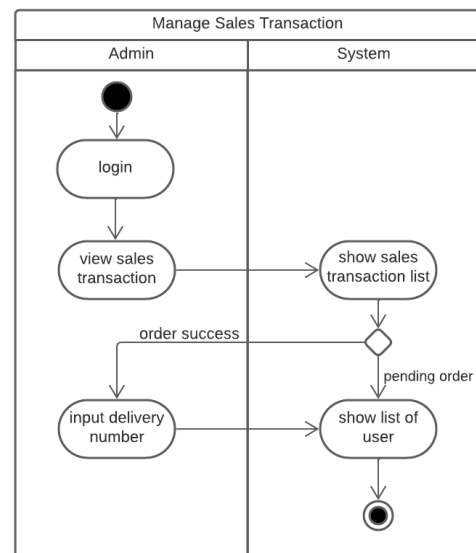 Manage Sales Transaction
Admin
System
login
view sales
transaction
show sales
transaction list
order success
pending order
input delivery
number
show list of
user